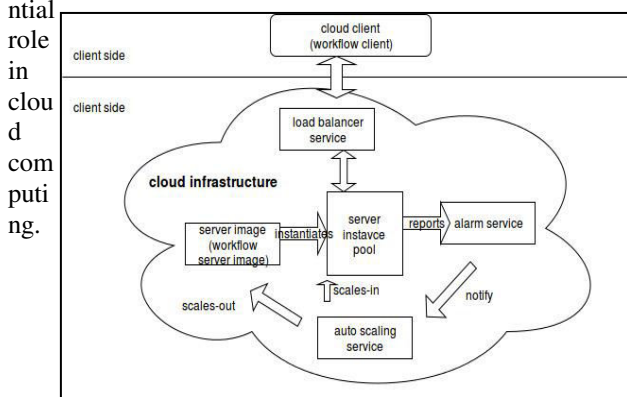 ntial
role
in
clou
d
com
puti
ng.
cloud client
(workflow client)
client side
client side
load balancer
service
cloud infrastructure
server image
(workflow
server image)
instantiates
server
instavce
pool
reports
alarm service
scales-in
scales-out
notify
auto scaling
service